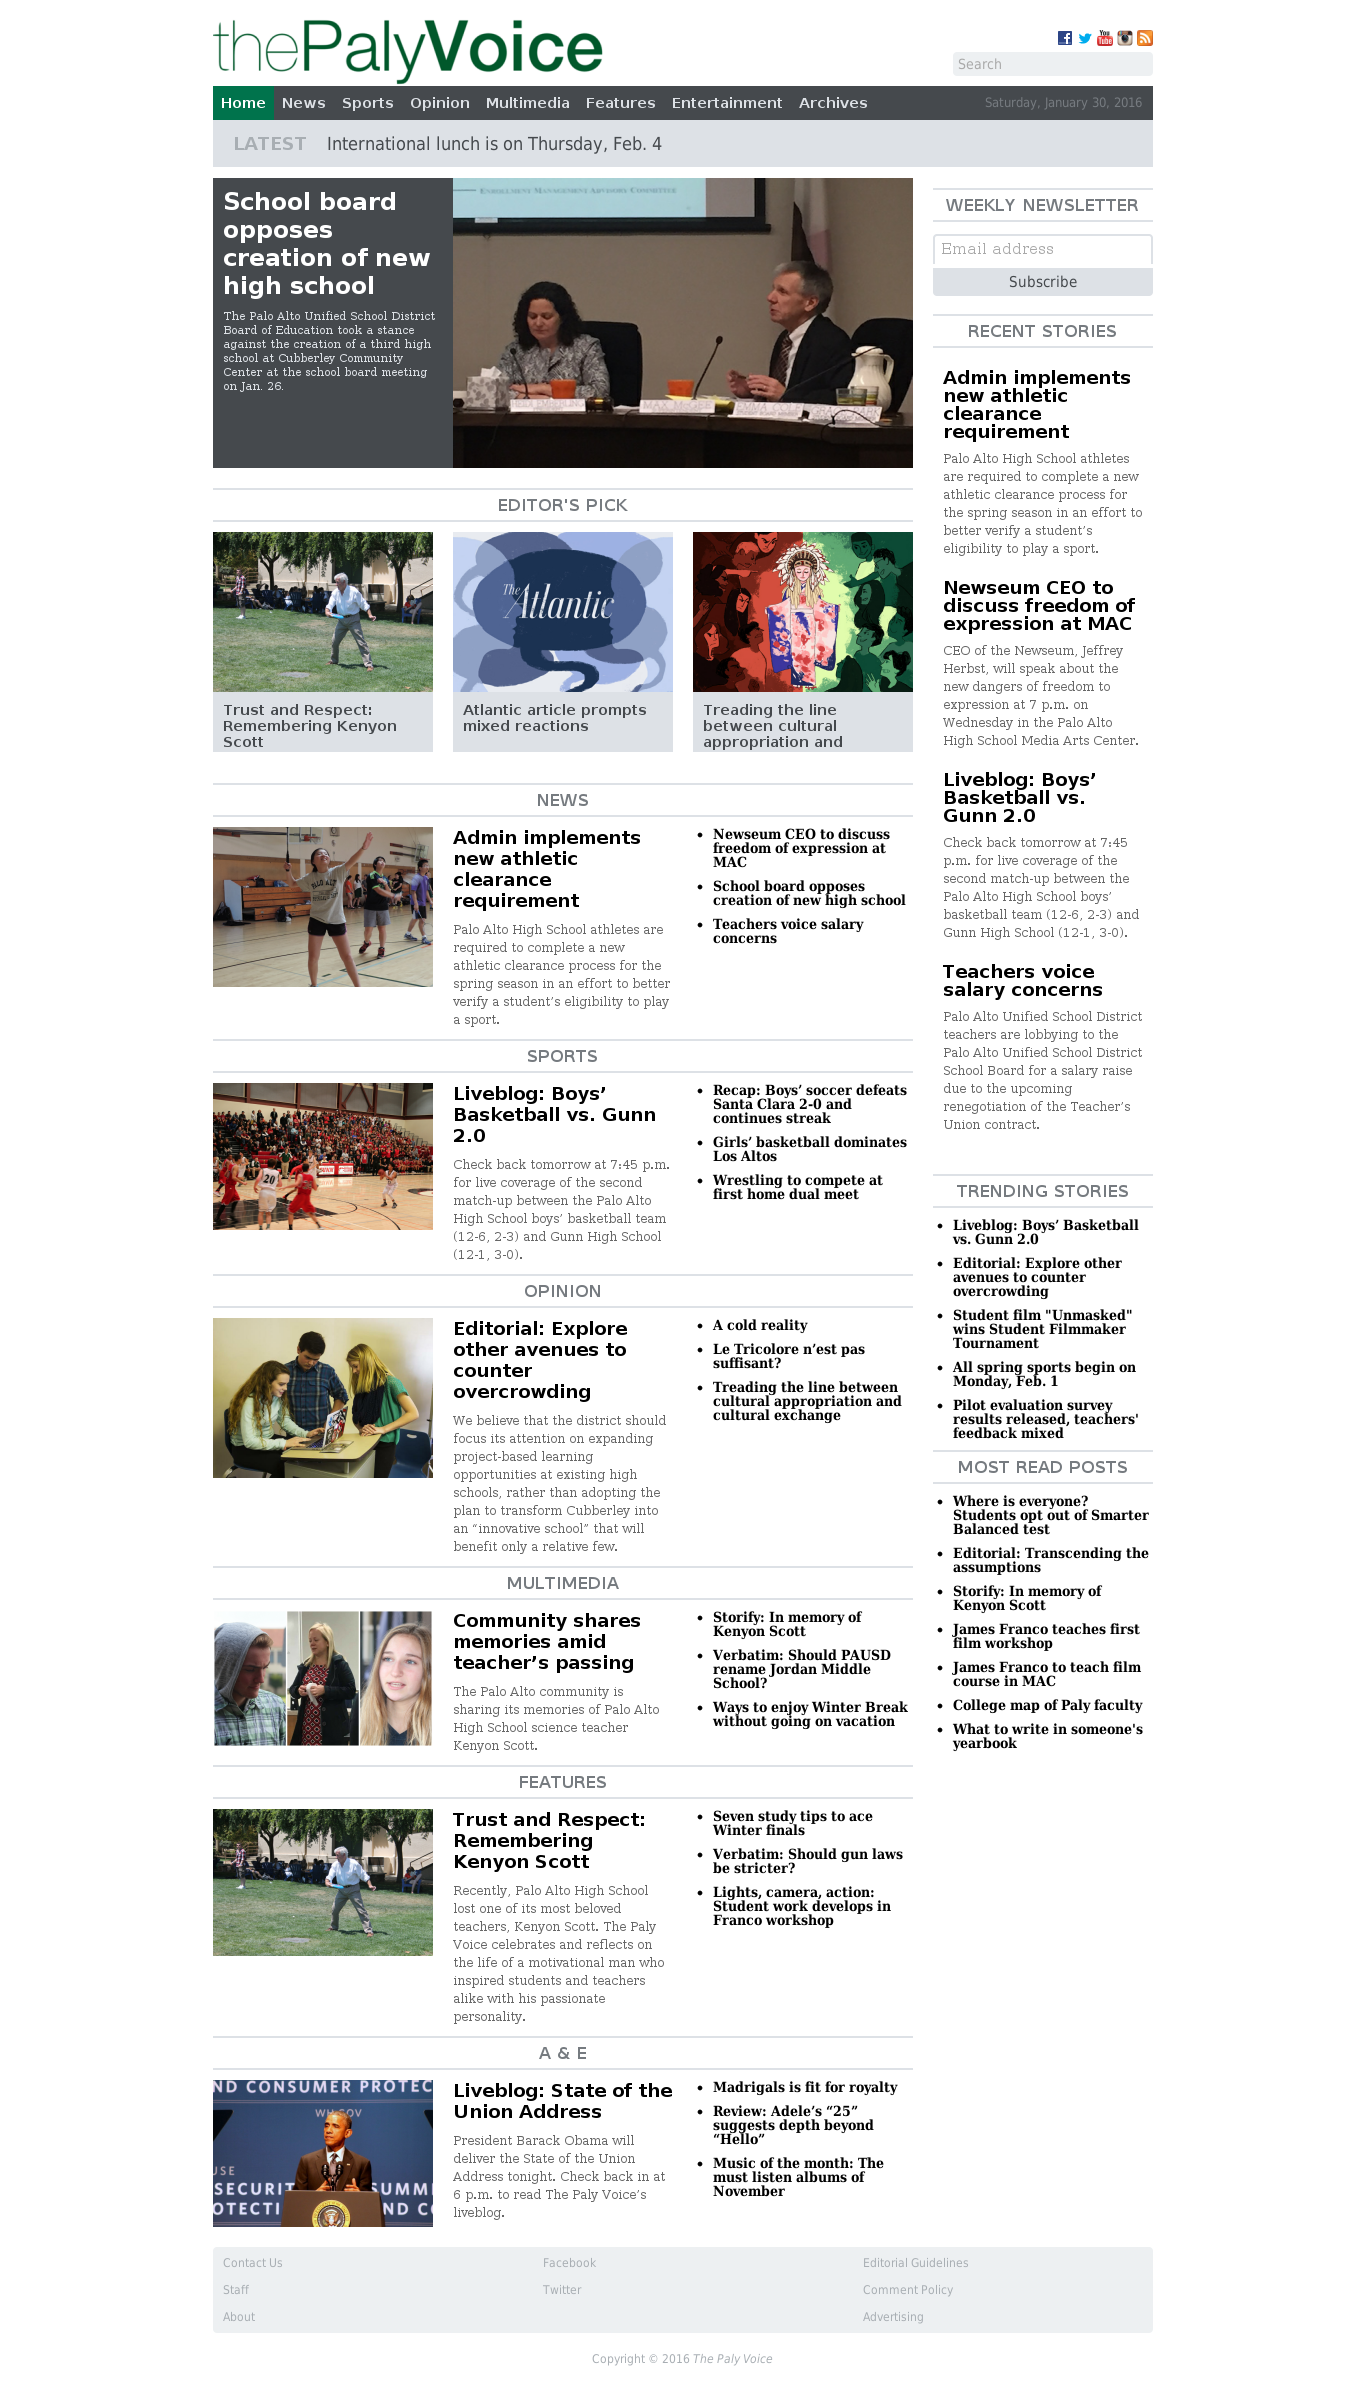 thePalyVoice
Search
Home News Sports Opinion Multimedia Features Entertainment Archives Saturday, January 30, 2016
LATEST International lunch is on Thursday, Feb. 4
School board
opposes
creation of new
high school
The Palo Alto Unified School District
Board of Education took a stance
against the creation of a third high
school at Cubberley Community
Center at the school board meeting
on Jan. 26.
EDITOR'S PICK
Trust and Respect:
Remembering Kenyon
Scott
The Atlantic
Atlantic article prompts
mixed reactions
Treading the line
between cultural
appropriation and
NEWS
Admin implements
new athletic
clearance
requirement
Palo Alto High School athletes are
required to complete a new
athletic clearance process for the
spring season in an effort to better
verify a student’s eligibility to play
a sport.
• Newseum CEO to discuss
freedom of expression at
MAC
• School board opposes
creation of new high school
• Teachers voice salary
concerns
SPORTS
Liveblog: Boys’
Basketball vs. Gunn
2.0
Check back tomorrow at 7:45 p.m.
for live coverage of the second
match-up between the Palo Alto
High School boys’ basketball team
(12-6, 2-3) and Gunn High School
(12-1, 3-0).
• Recap: Boys’ soccer defeats
Santa Clara 2-0 and
continues streak
• Girls’ basketball dominates
Los Altos
• Wrestling to compete at
first home dual meet
OPINION
Editorial: Explore
other avenues to
counter
overcrowding
We believe that the district should
focus its attention on expanding
project-based learning
opportunities at existing high
schools, rather than adopting the
plan to transform Cubberley into
an “innovative school” that will
benefit only a relative few.
• A cold reality
• Le Tricolore n’est pas
suffisant?
• Treading the line between
cultural appropriation and
cultural exchange
MULTIMEDIA
Community shares
memories amid
teacher’s passing
The Palo Alto community is
sharing its memories of Palo Alto
High School science teacher
Kenyon Scott.
• Storify: In memory of
Kenyon Scott
• Verbatim: Should PAUSD
rename Jordan Middle
School?
• Ways to enjoy Winter Break
without going on vacation
FEATURES
Trust and Respect:
Remembering
Kenyon Scott
Recently, Palo Alto High School
lost one of its most beloved
teachers, Kenyon Scott. The Paly
Voice celebrates and reflects on
the life of a motivational man who
inspired students and teachers
alike with his passionate
personality.
• Seven study tips to ace
Winter finals
• Verbatim: Should gun laws
be stricter?
• Lights, camera, action:
Student work develops in
Franco workshop
A & E
ND CONSUMER PROTEC
WH.GOV
Liveblog: State of the
Union Address
President Barack Obama will
deliver the State of the Union
Address tonight. Check back in at
6 p.m. to read The Paly Voice’s
liveblog.
• Madrigals is fit for royalty
• Review: Adele’s “25”
suggests depth beyond
“Hello”
• Music of the month: The
must listen albums of
November
WEEKLY NEWSLETTER
Email address
Subscribe
RECENT STORIES
Admin implements
new athletic
clearance
requirement
Palo Alto High School athletes
are required to complete a new
athletic clearance process for
the spring season in an effort to
better verify a student’s
eligibility to play a sport.
Newseum CEO to
discuss freedom of
expression at MAC
CEO of the Newseum, Jeffrey
Herbst, will speak about the
new dangers of freedom to
expression at 7 p.m. on
Wednesday in the Palo Alto
High School Media Arts Center.
Liveblog: Boys’
Basketball vs.
Gunn 2.0
Check back tomorrow at 7:45
p.m. for live coverage of the
second match-up between the
Palo Alto High School boys’
basketball team (12-6, 2-3) and
Gunn High School (12-1, 3-0).
Teachers voice
salary concerns
Palo Alto Unified School District
teachers are lobbying to the
Palo Alto Unified School District
School Board for a salary raise
due to the upcoming
renegotiation of the Teacher’s
Union contract.
TRENDING STORIES
• Liveblog: Boys’ Basketball
vs. Gunn 2.0
• Editorial: Explore other
avenues to counter
overcrowding
• Student film "Unmasked"
wins Student Filmmaker
Tournament
• All spring sports begin on
Monday, Feb. 1
• Pilot evaluation survey
results released, teachers'
feedback mixed
MOST READ POSTS
• Where is everyone?
Students opt out of Smarter
Balanced test
• Editorial: Transcending the
assumptions
• Storify: In memory of
Kenyon Scott
• James Franco teaches first
film workshop
• James Franco to teach film
course in MAC
• College map of Paly faculty
• What to write in someone's
yearbook
Contact Us Facebook Editorial Guidelines
Staff Twitter Comment Policy
About Advertising
Copyright © 2016 The Paly Voice